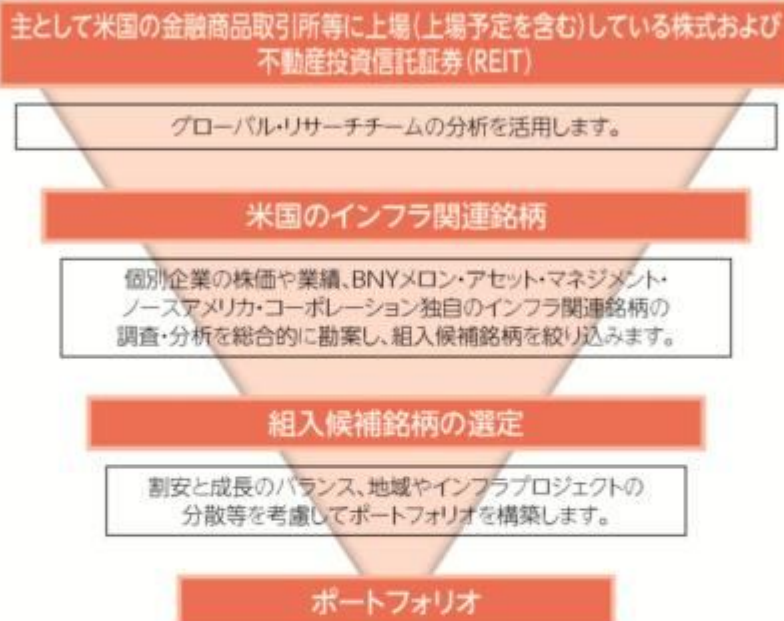 主として米国の金融商品取引所等に上場(上場予定を含む)している株式および
不動産投資信託証券(REIT)
グローバル・リサーチチームの分析を活用します。
米国のインフラ関連銘柄
個別企業の株価や業績、BNYメロン・アセット・マネジメント・
ノースアメリカ・コーポレーション独自のインフラ関連銘柄の
調査・分析を総合的に勘案し、組入候補銘柄を絞り込みます。
組入候補銘柄の選定
割安と成長のバランス、地域やインフラプロジェクトの
分散等を考慮してポートフォリオを構築します。
ポートフォリオ